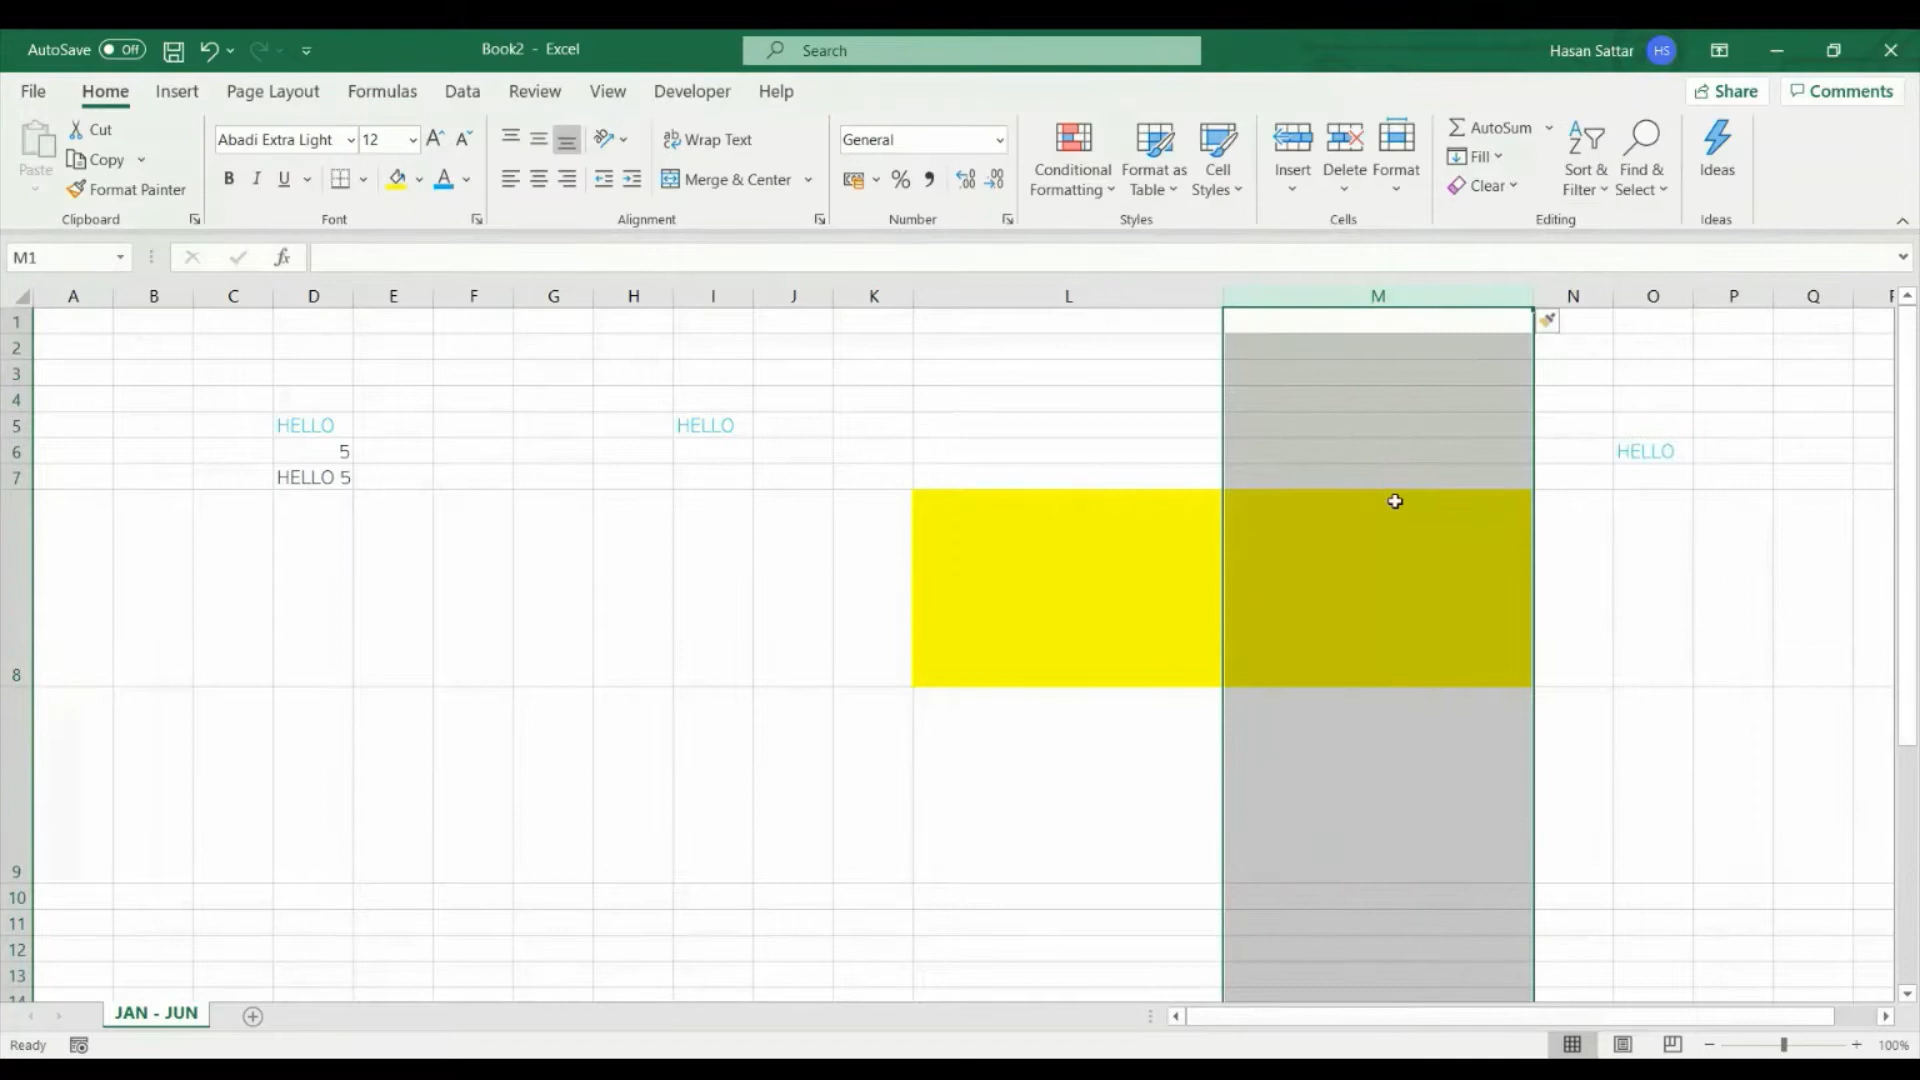 AutoSave Off Book2 - Excel Search Hasan Sattar HS
File Home Insert Page Layout Formulas Data Review View Developer Help Share Comments
Paste Cut Copy Format Painter Clipboard
Abadi Extra Light 12 A A B I U A Font
Wrap Text Merge & Center Alignment
General % Number
Conditional Formatting Format as Table Cell Styles Styles
Insert Delete Format Cells
AutoSum Fill Clear Sort & Filter Find & Select Editing
Ideas Ideas
M1 fx
A B C D E F G H I J K L M N O P Q
1
2
3
4
5 HELLO HELLO
6 5 HELLO
7 HELLO 5
8
9
10
11
12
13
14
JAN - JUN
Ready 100%